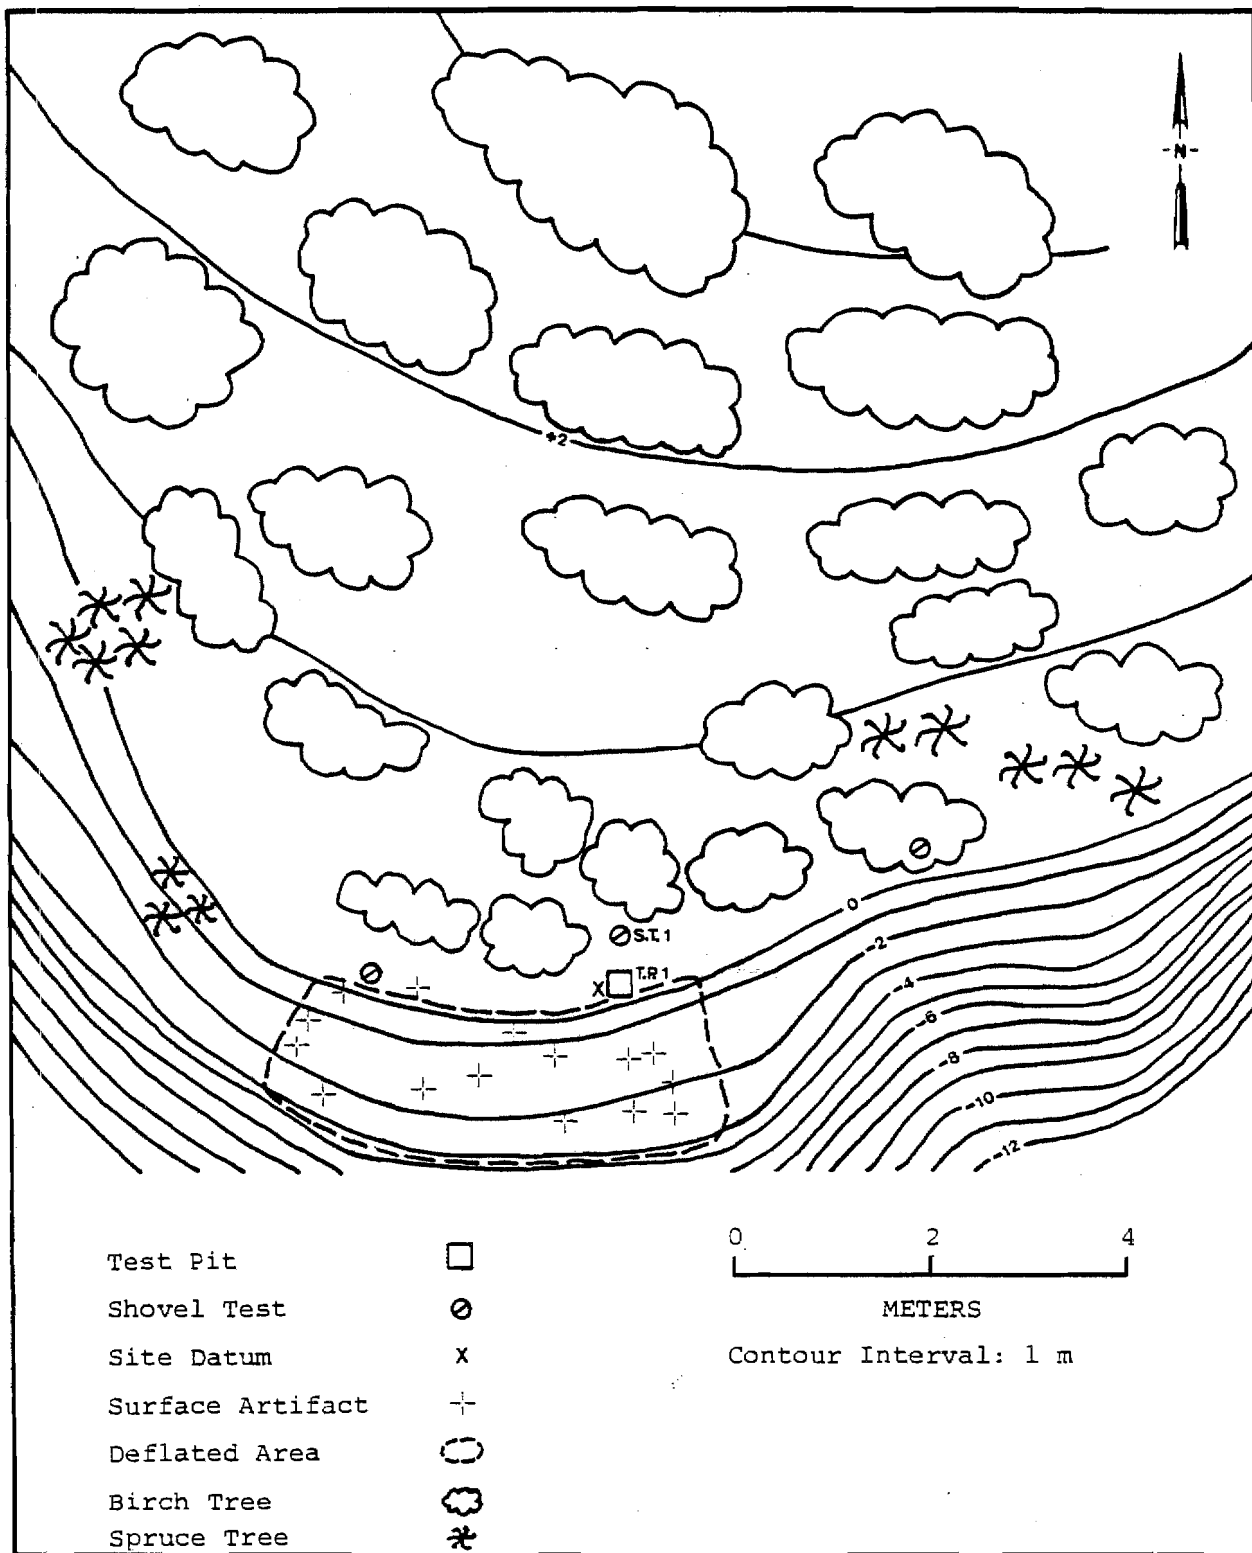 -N-
+2
0
S.T. 1
T.P. 1
X
-2
-4
-6
-8
-10
-12
Test Pit
Shovel Test
Site Datum X
Surface Artifact
Deflated Area
Birch Tree
Spruce Tree
0 2 4
METERS
Contour Interval: 1 m